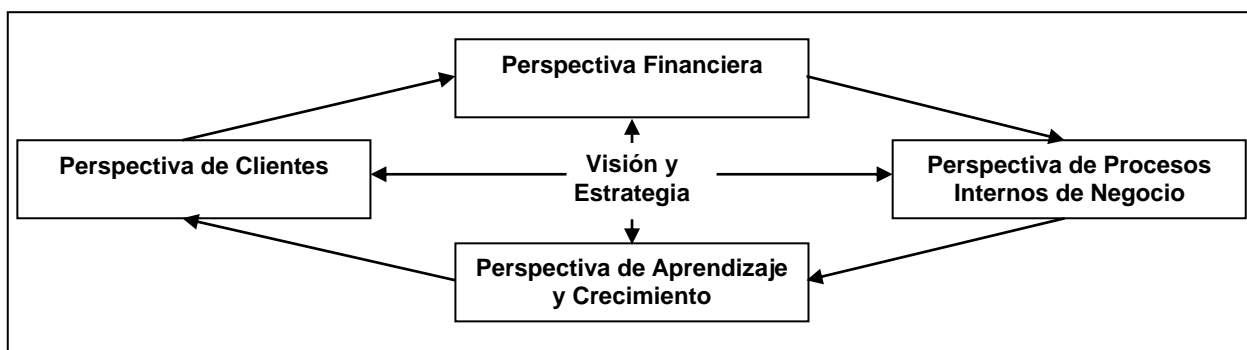 Perspectiva Financiera
Perspectiva de Clientes
Visión y
Estrategia
Perspectiva de Procesos
Internos de Negocio
Perspectiva de Aprendizaje
y Crecimiento